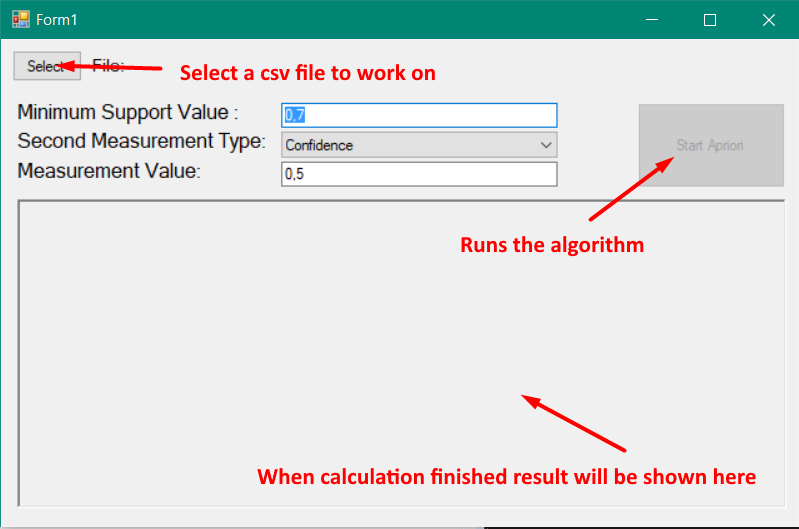 Form1
Select File:
Select a csv file to work on
Minimum Support Value : 0,7
Second Measurement Type: Confidence
Start Apriori
Measurement Value: 0,5
Runs the algorithm
When calculation finished result will be shown here